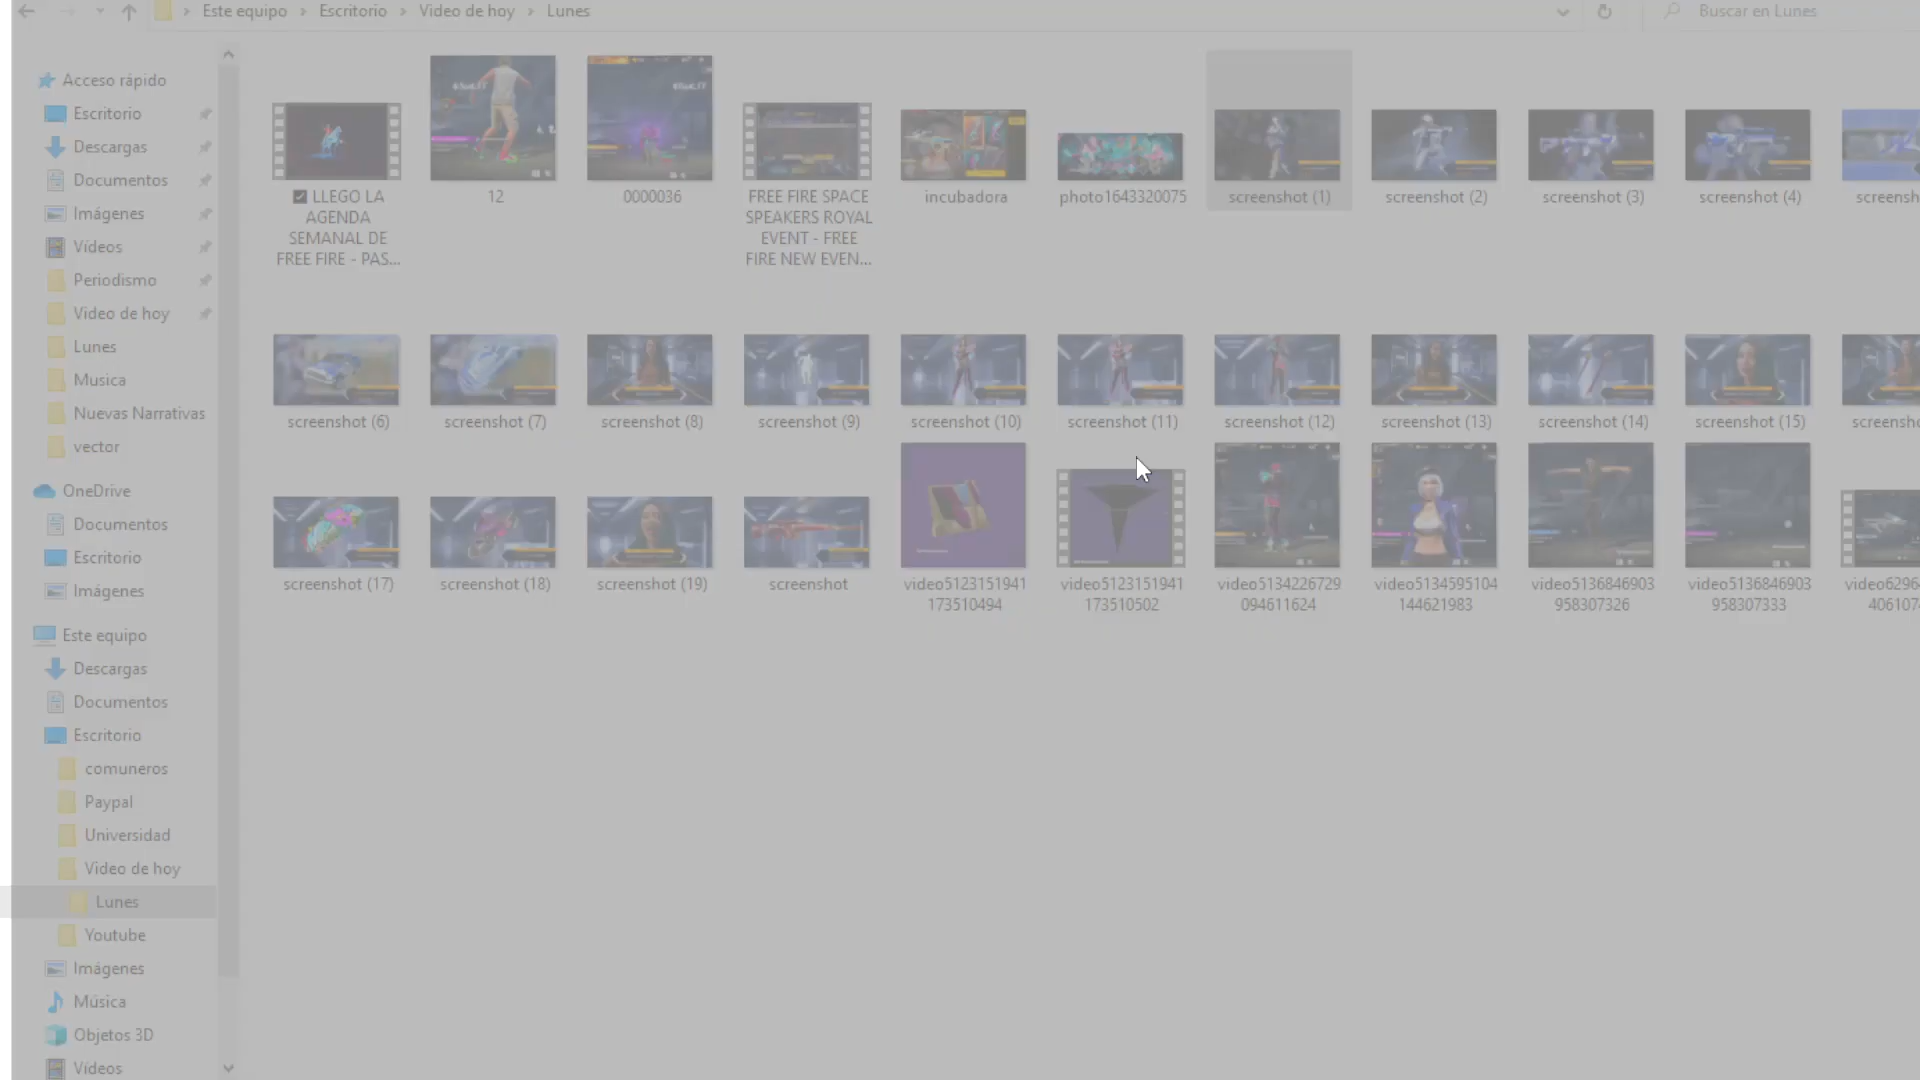 Este equipo > Escritorio > Video de hoy > Lunes
Buscar en Lunes
Acceso rápido
Escritorio
Descargas
Documentos
Imágenes
Vídeos
Periodismo
Video de hoy
Lunes
Musica
Nuevas Narrativas
vector
OneDrive
Documentos
Escritorio
Imágenes
Este equipo
Descargas
Documentos
Escritorio
comuneros
Paypal
Universidad
Video de hoy
Lunes
Youtube
Imágenes
Música
Objetos 3D
Vídeos
LLEGO LA
AGENDA
SEMANAL DE
FREE FIRE - PAS...
12
0000036
FREE FIRE SPACE
SPEAKERS ROYAL
EVENT - FREE
FIRE NEW EVEN...
incubadora
photo1643320075
screenshot (1)
screenshot (2)
screenshot (3)
screenshot (4)
screensh
screenshot (6)
screenshot (7)
screenshot (8)
screenshot (9)
screenshot (10)
screenshot (11)
screenshot (12)
screenshot (13)
screenshot (14)
screenshot (15)
screensho
screenshot (17)
screenshot (18)
screenshot (19)
screenshot
video5123151941
173510494
video5123151941
173510502
video5134226729
094611624
video5134595104
144621983
video5136846903
958307326
video5136846903
958307333
video6296
406107